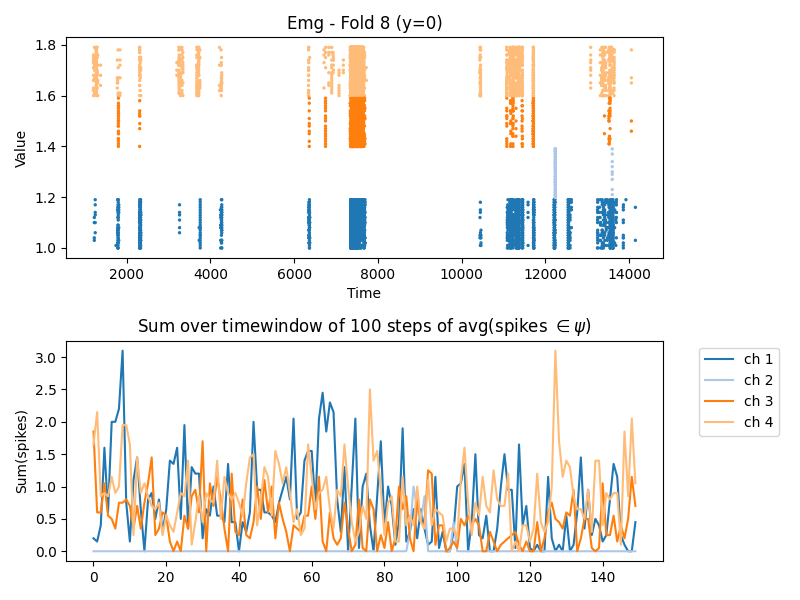 Emg - Fold 8 (y=0)
Value
1.8
1.6
1.4
1.2
1.0
2000 4000 6000 8000 10000 12000 14000
Time
Sum over timewindow of 100 steps of avg(spikes ∈ ψ)
Sum(spikes)
3.0
2.5
2.0
1.5
1.0
0.5
0.0
0 20 40 60 80 100 120 140
ch 1
ch 2
ch 3
ch 4